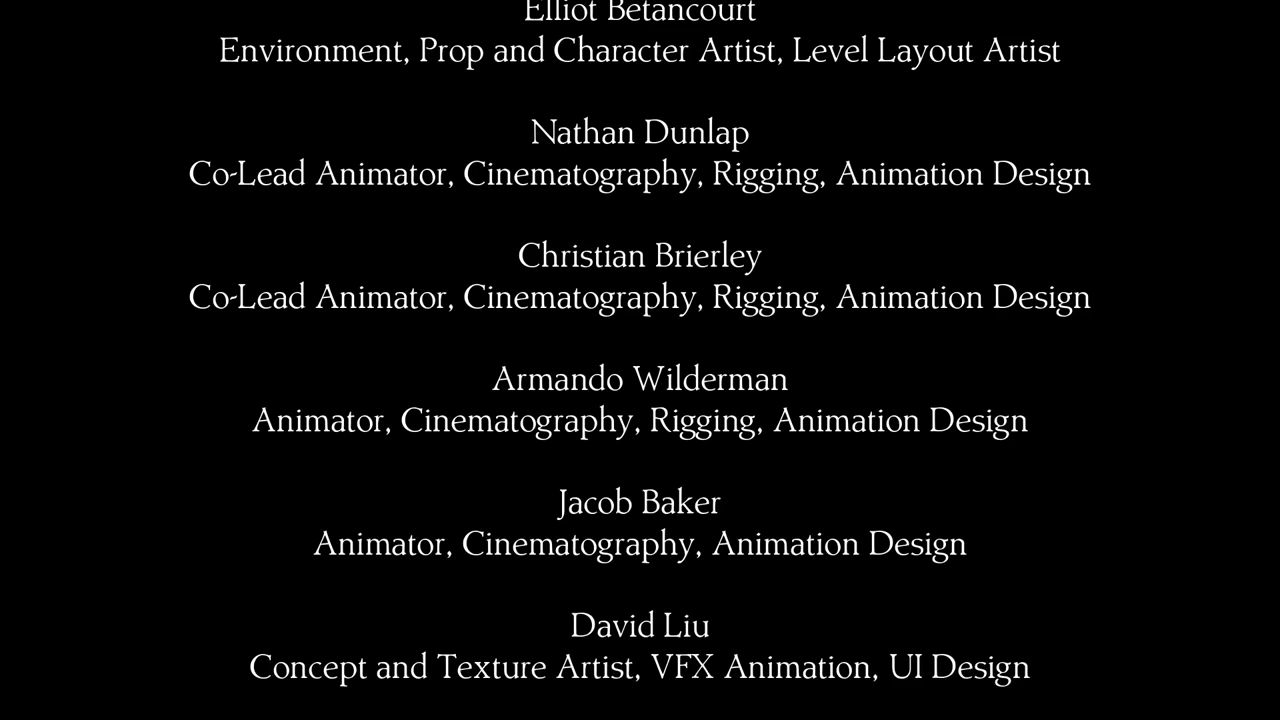 Elliot Betancourt
Environment, Prop and Character Artist, Level Layout Artist
Nathan Dunlap
Co-Lead Animator, Cinematography, Rigging, Animation Design
Christian Brierley
Co-Lead Animator, Cinematography, Rigging, Animation Design
Armando Wilderman
Animator, Cinematography, Rigging, Animation Design
Jacob Baker
Animator, Cinematography, Animation Design
David Liu
Concept and Texture Artist, VFX Animation, UI Design